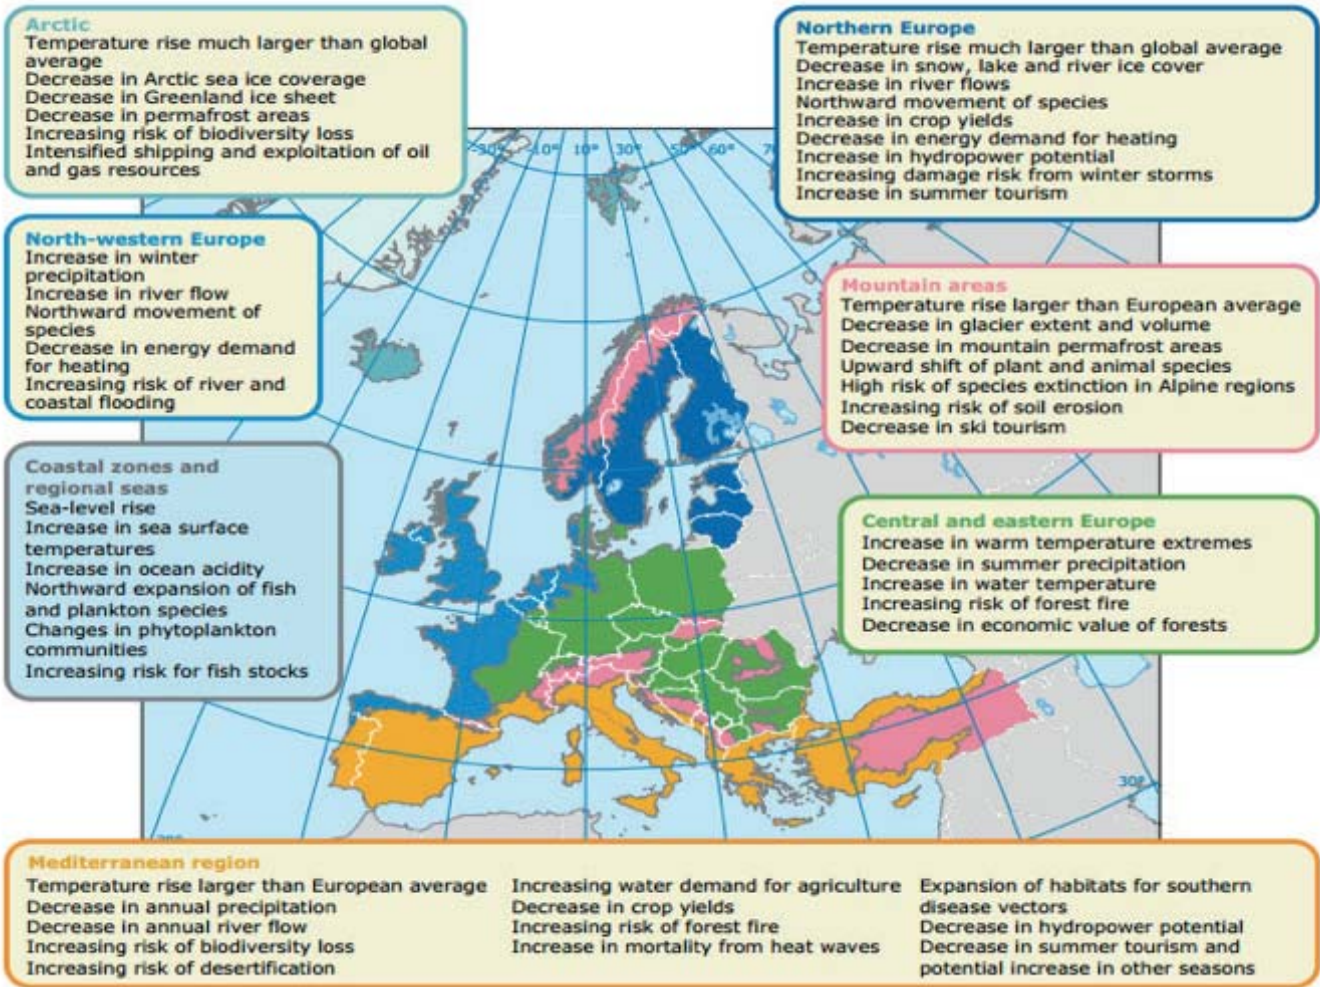 Arctic
Temperature rise much larger than global
average
Decrease in Arctic sea ice coverage
Decrease in Greenland ice sheet
Decrease in permafrost areas
Increasing risk of biodiversity loss
Intensified shipping and exploitation of oil
and gas resources
Northern Europe
Temperature rise much larger than global average
Decrease in snow, lake and river ice cover
Increase in river flows
Northward movement of species
Increase in crop yields
Decrease in energy demand for heating
Increase in hydropower potential
Increasing damage risk from winter storms
Increase in summer tourism
-10° 10° 30° 50° 60°
North-western Europe
Increase in winter
precipitation
Increase in river flow
Northward movement of
species
Decrease in energy demand
for heating
Increasing risk of river and
coastal flooding
Mountain areas
Temperature rise larger than European average
Decrease in glacier extent and volume
Decrease in mountain permafrost areas
Upward shift of plant and animal species
High risk of species extinction in Alpine regions
Increasing risk of soil erosion
Decrease in ski tourism
Coastal zones and
regional seas
Sea-level rise
Increase in sea surface
temperatures
Increase in ocean acidity
Northward expansion of fish
and plankton species
Changes in phytoplankton
communities
Increasing risk for fish stocks
Central and eastern Europe
Increase in warm temperature extremes
Decrease in summer precipitation
Increase in water temperature
Increasing risk of forest fire
Decrease in economic value of forests
30°
Mediterranean region
Temperature rise larger than European average
Decrease in annual precipitation
Decrease in annual river flow
Increasing risk of biodiversity loss
Increasing risk of desertification
Increasing water demand for agriculture
Decrease in crop yields
Increasing risk of forest fire
Increase in mortality from heat waves
Expansion of habitats for southern
disease vectors
Decrease in hydropower potential
Decrease in summer tourism and
potential increase in other seasons